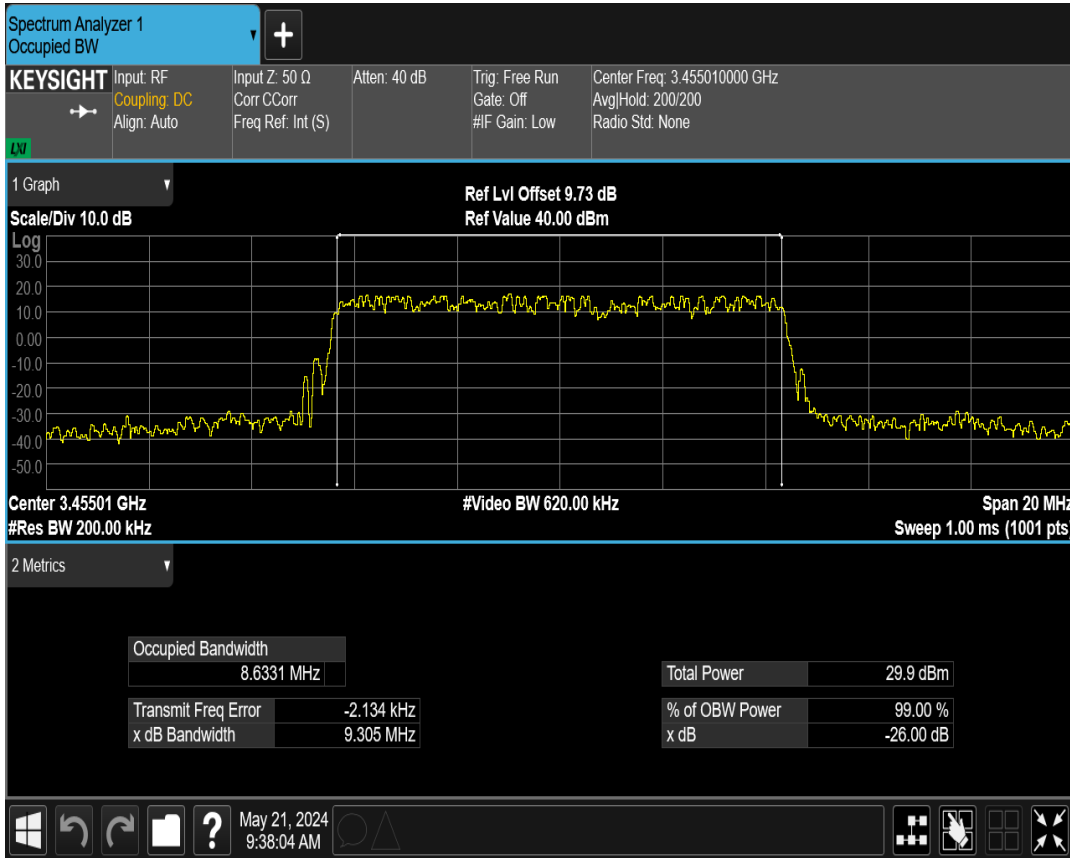 Spectrum Analyzer 1
Occupied BW
KEYSIGHT
LXI
Input: RF
Coupling: DC
Align: Auto
Input Z: 50 Ω
Corr CCorr
Freq Ref: Int (S)
Atten: 40 dB
Trig: Free Run
Gate: Off
#IF Gain: Low
Center Freq: 3.455010000 GHz
Avg|Hold: 200/200
Radio Std: None
1 Graph
Scale/Div 10.0 dB
Ref Lvl Offset 9.73 dB
Ref Value 40.00 dBm
Log
30.0
20.0
10.0
0.00
-10.0
-20.0
-30.0
-40.0
-50.0
Center 3.45501 GHz
#Video BW 620.00 kHz
Span 20 MHz
#Res BW 200.00 kHz
Sweep 1.00 ms (1001 pts)
2 Metrics
Occupied Bandwidth
8.6331 MHz
Total Power 29.9 dBm
Transmit Freq Error -2.134 kHz
% of OBW Power 99.00 %
x dB Bandwidth 9.305 MHz
x dB -26.00 dB
?
May 21, 2024
9:38:04 AM